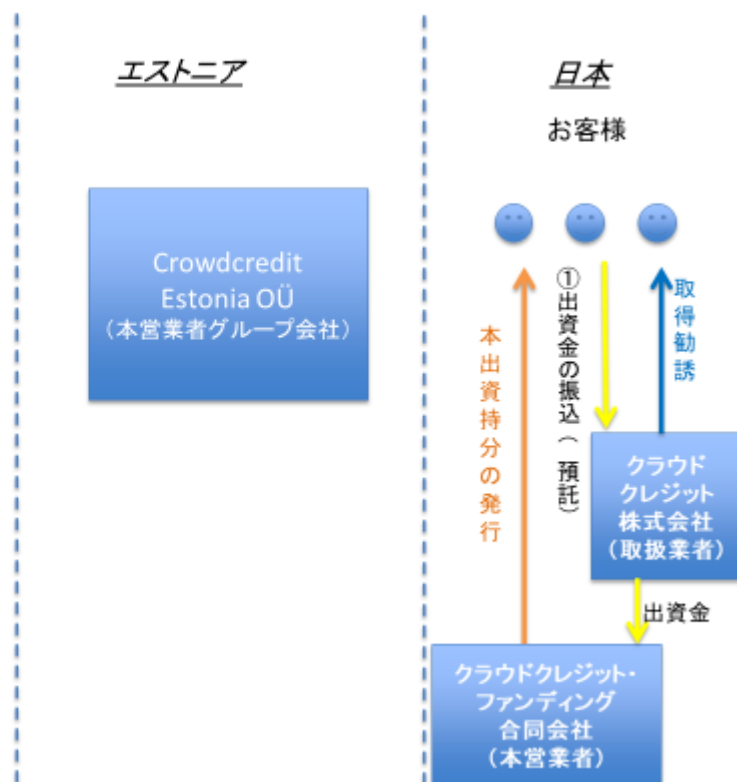 エストニア
Crowdcredit
Estonia OÜ
（本営業者グループ会社）
日本
お客様
本出資持分の発行
①出資金の振込（預託）
取得勧誘
クラウド
クレジット
株式会社
（取扱業者）
出資金
クラウドクレジット・
ファンディング
合同会社
（本営業者）